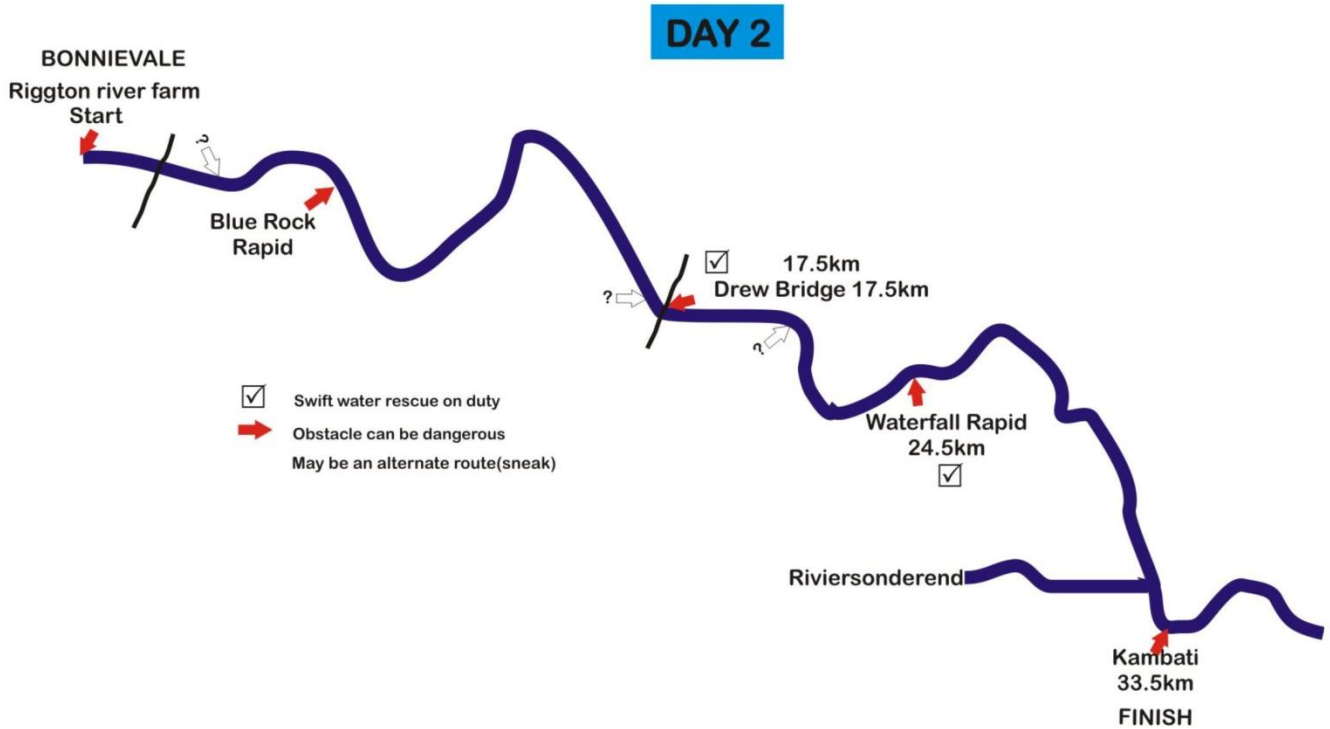 DAY 2
BONNIEVALE
Riggton river farm
Start
?
Blue Rock
Rapid
17.5km
Drew Bridge 17.5km
?
?
Swift water rescue on duty
Obstacle can be dangerous
May be an alternate route(sneak)
Waterfall Rapid
24.5km
Riviersonderend
Kambati
33.5km
FINISH